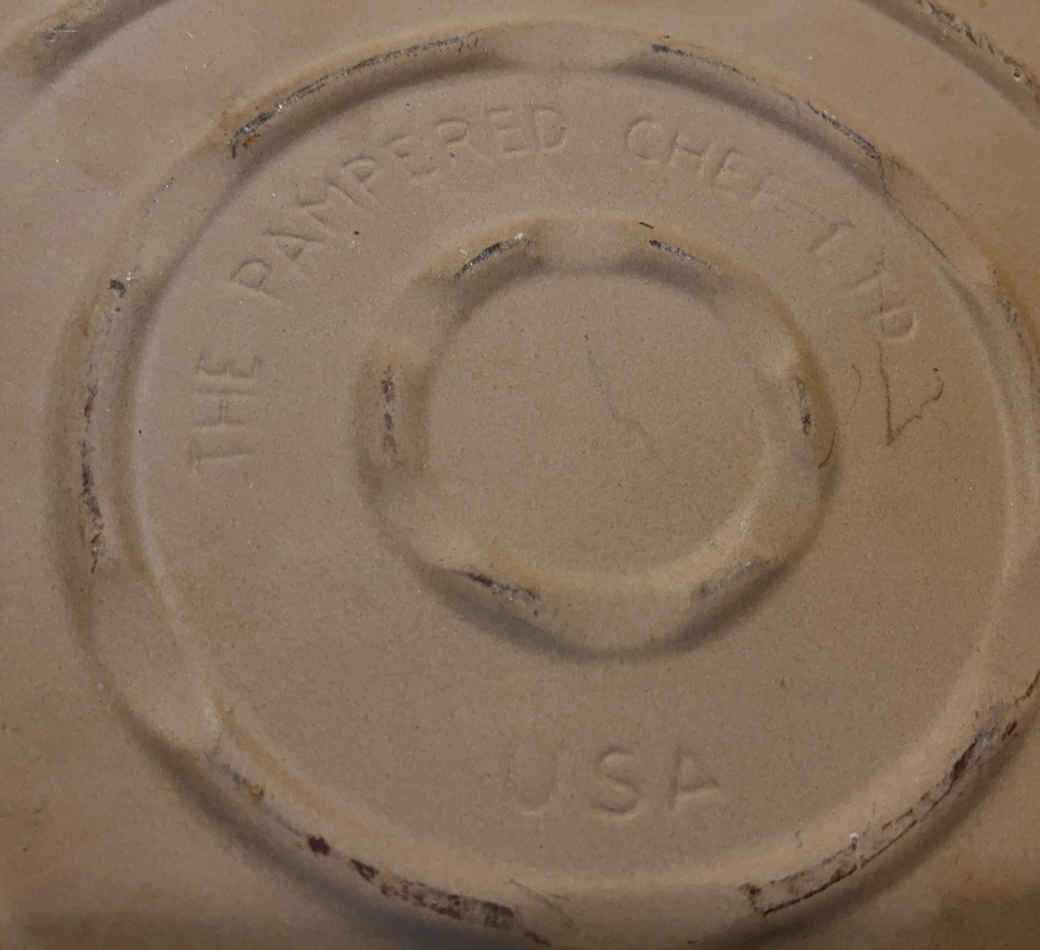 THE PAMPERED CHEF LTD
USA